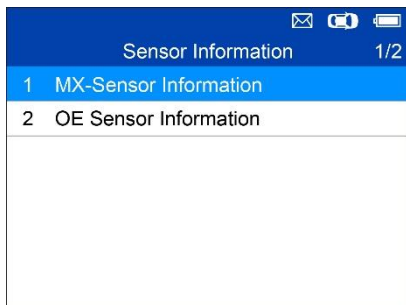 Sensor Information 1/2
1 MX-Sensor Information
2 OE Sensor Information